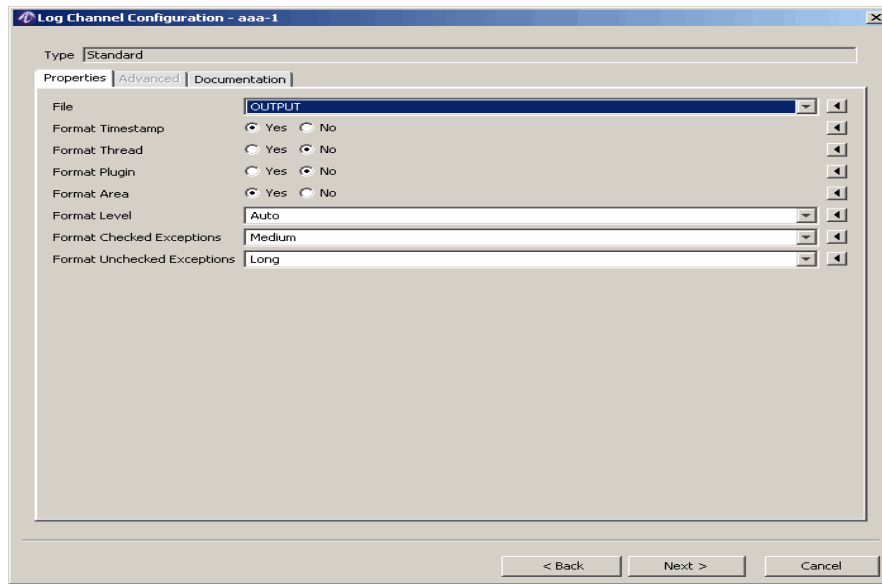 Log Channel Configuration - aaa-1
Type Standard
Properties Advanced Documentation
File OUTPUT
Format Timestamp Yes No
Format Thread Yes No
Format Plugin Yes No
Format Area Yes No
Format Level Auto
Format Checked Exceptions Medium
Format Unchecked Exceptions Long
< Back Next > Cancel